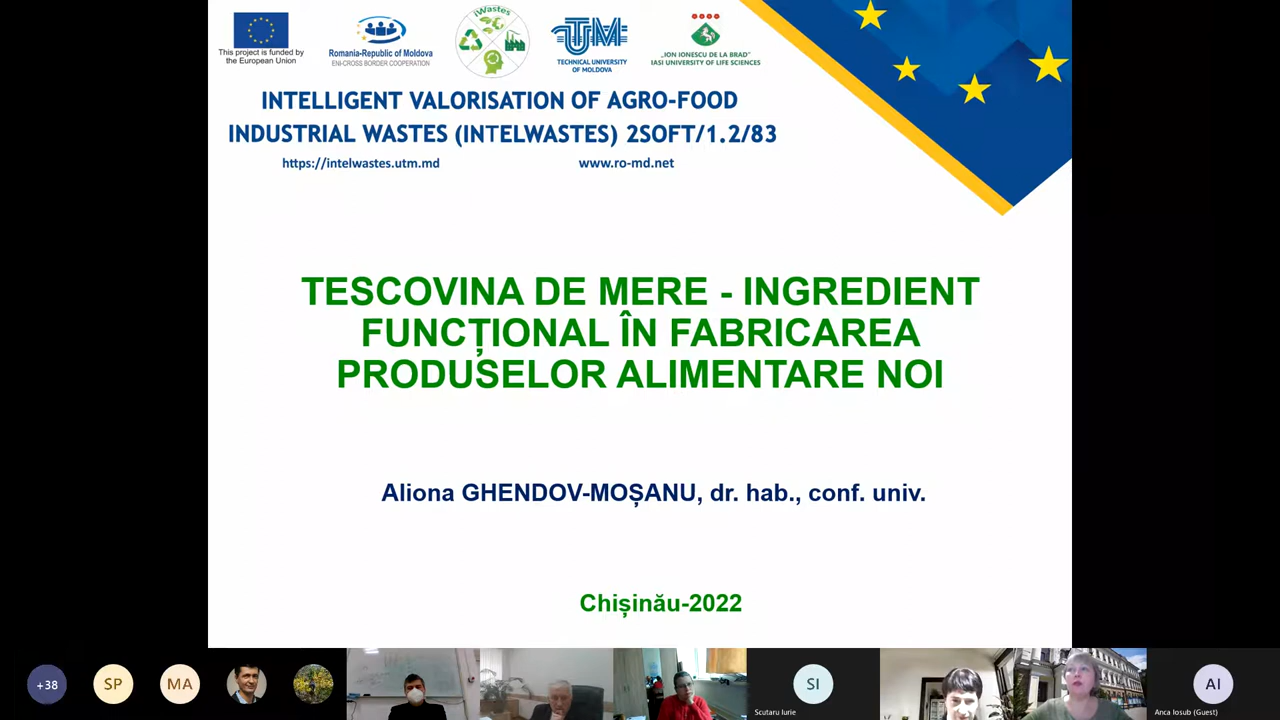 This project is funded by
the European Union
Romania-Republic of Moldova
ENI-CROSS BORDER COOPERATION
iWastes
UTM
TECHNICAL UNIVERSITY
OF MOLDOVA
„ION IONESCU DE LA BRAD”
IASI UNIVERSITY OF LIFE SCIENCES
INTELLIGENT VALORISATION OF AGRO-FOOD
INDUSTRIAL WASTES (INTELWASTES) 2SOFT/1.2/83
https://intelwastes.utm.md
www.ro-md.net
TESCOVINA DE MERE - INGREDIENT
FUNCȚIONAL ÎN FABRICAREA
PRODUSELOR ALIMENTARE NOI
Aliona GHENDOV-MOȘANU, dr. hab., conf. univ.
Chișinău-2022
+38
SP
MA
SI
Scutaru Iurie
AI
Anca Iosub (Guest)